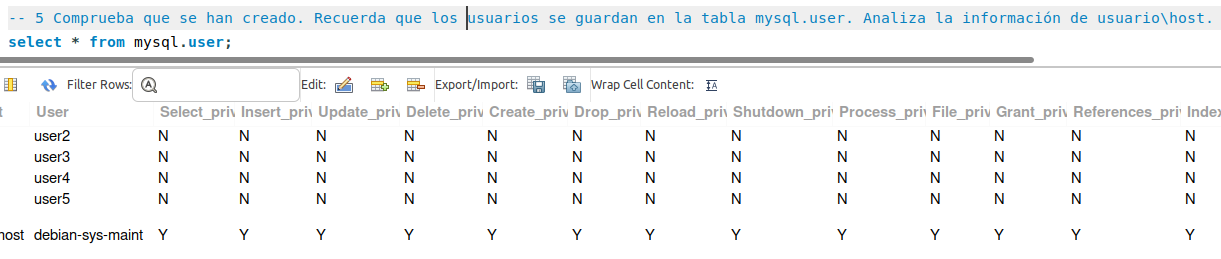 -- 5 Comprueba que se han creado. Recuerda que los usuarios se guardan en la tabla mysql.user. Analiza la información de usuario\host.
select * from mysql.user;
Filter Rows: Edit: Export/Import: Wrap Cell Content:
t User Select_priv Insert_priv Update_priv Delete_priv Create_priv Drop_priv Reload_priv Shutdown_priv Process_priv File_priv Grant_priv References_priv Index
user2 N N N N N N N N N N N N N
user3 N N N N N N N N N N N N N
user4 N N N N N N N N N N N N N
user5 N N N N N N N N N N N N N
host debian-sys-maint Y Y Y Y Y Y Y Y Y Y Y Y Y